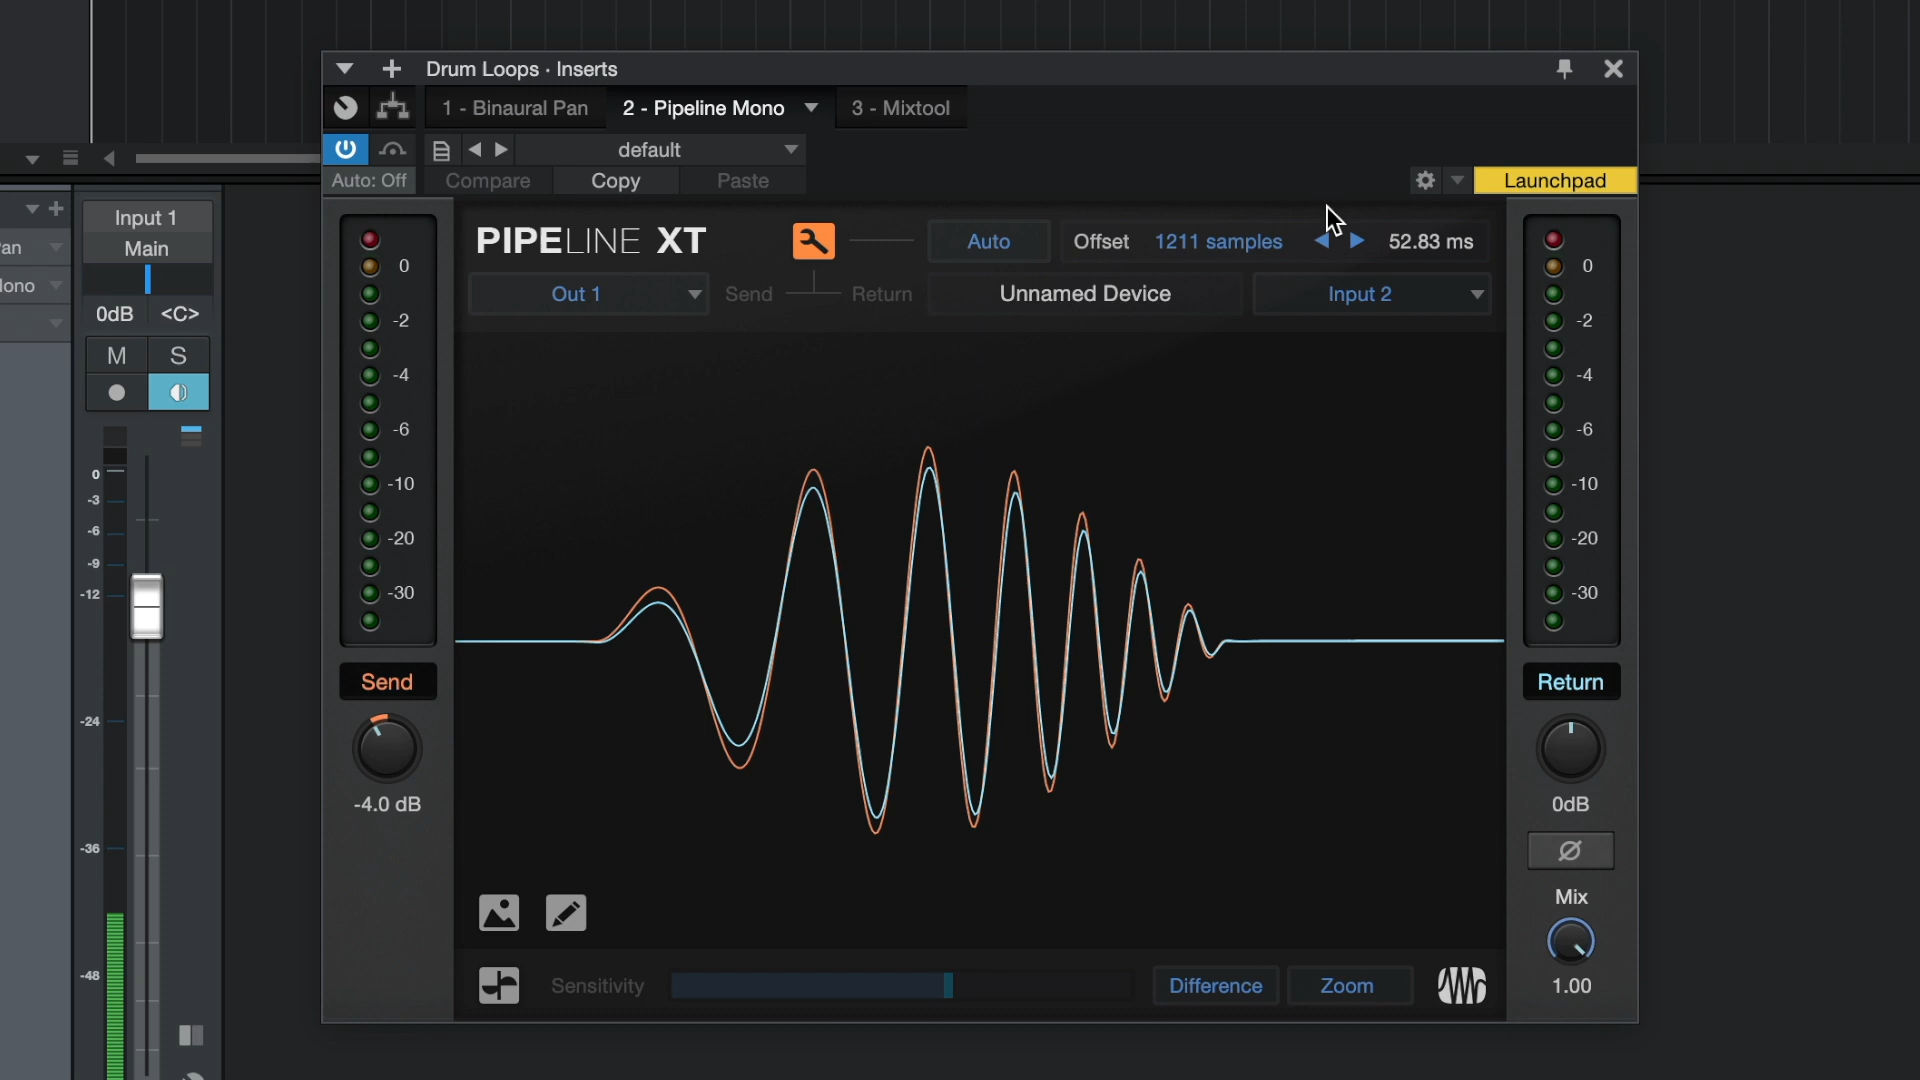 Drum Loops · Inserts
1 - Binaural Pan
2 - Pipeline Mono
3 - Mixtool
default
Auto: Off
Compare
Copy
Paste
Launchpad
an
Input 1
Main
ono
0dB
<C>
M
S
0
-3
-6
-9
-12
-24
-36
-48
PIPELINE XT
Auto
Offset
1211 samples
52.83 ms
Out 1
Send
Return
Unnamed Device
Input 2
0
-2
-4
-6
-10
-20
-30
Send
-4.0 dB
0
-2
-4
-6
-10
-20
-30
Return
0dB
Ø
Mix
1.00
Sensitivity
Difference
Zoom